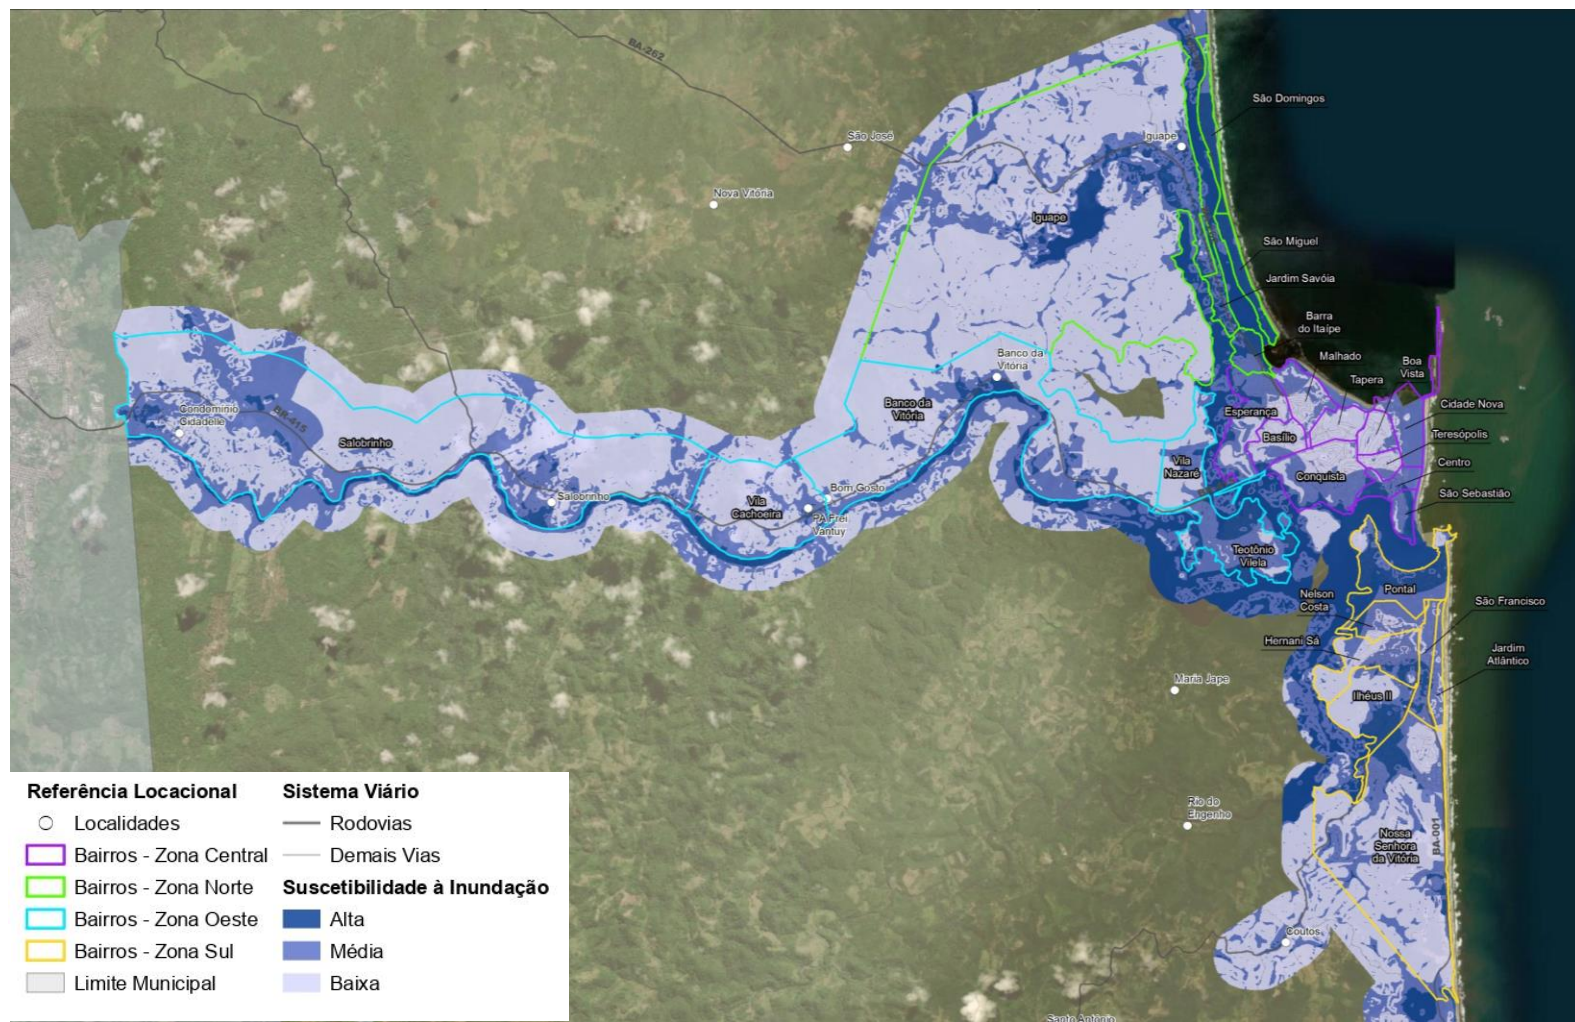 BA-262
São Domingos
São José
Iguape
Nova Vitória
Iguape
São Miguel
Jardim Savóia
Barra
do Itaípe
Malhado
Boa
Vista
Tapera
Banco da
Vitória
Banco da
Vitória
Esperança
Cidade Nova
Condomínio
Cidadelle
BR-415
Salobrinho
Basílio
Teresópolis
Vila
Nazaré
Conquista
Centro
Salobrinho
Vila
Cachoeira
Bom Gosto
PA Frei
Vantuy
São Sebastião
Teotônio
Vilela
Nelson
Costa
Pontal
São Francisco
Hernani Sá
Jardim
Atlântico
Maria Jape
Ilhéus II
Rio do
Engenho
Nossa
Senhora
da Vitória
BA-001
Coutos
Santo Antônio
Referência Locacional
Localidades
Bairros - Zona Central
Bairros - Zona Norte
Bairros - Zona Oeste
Bairros - Zona Sul
Limite Municipal
Sistema Viário
Rodovias
Demais Vias
Suscetibilidade à Inundação
Alta
Média
Baixa